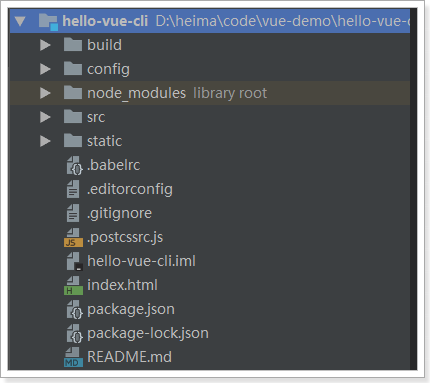 hello-vue-cli D:\heima\code\vue-demo\hello-vue-
build
config
node_modules library root
src
static
.babelrc
.editorconfig
.gitignore
.postcssrc.js
hello-vue-cli.iml
index.html
package.json
package-lock.json
README.md